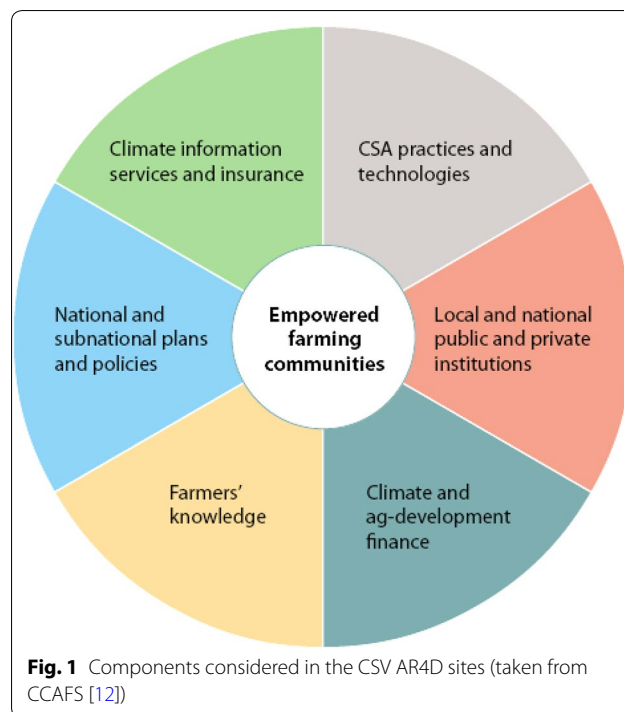 Climate information
services and insurance
CSA practices and
technologies
National and
subnational plans
and policies
Empowered
farming
communities
Local and national
public and private
institutions
Farmers'
knowledge
Climate and
ag-development
finance
Fig. 1 Components considered in the CSV AR4D sites (taken from
CCAFS [12])